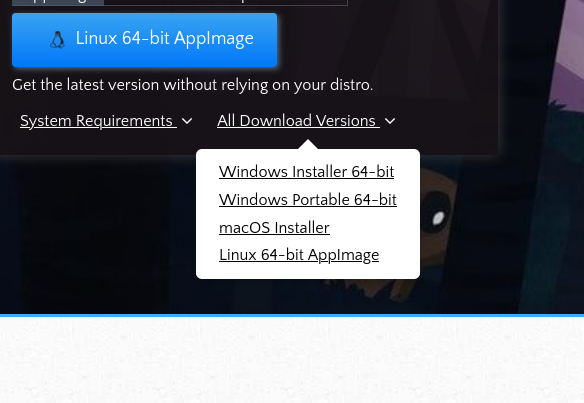 Linux 64-bit AppImage
Get the latest version without relying on your distro.
System Requirements
All Download Versions
Windows Installer 64-bit
Windows Portable 64-bit
macOS Installer
Linux 64-bit AppImage